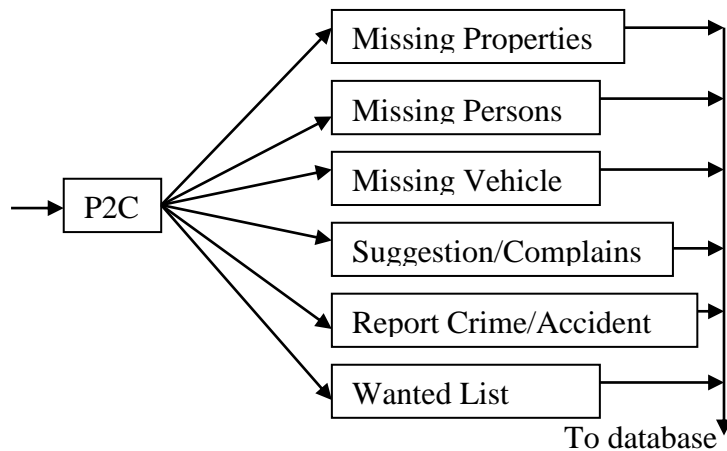 Missing Properties
Missing Persons
Missing Vehicle
P2C
Suggestion/Complains
Report Crime/Accident
Wanted List
To database